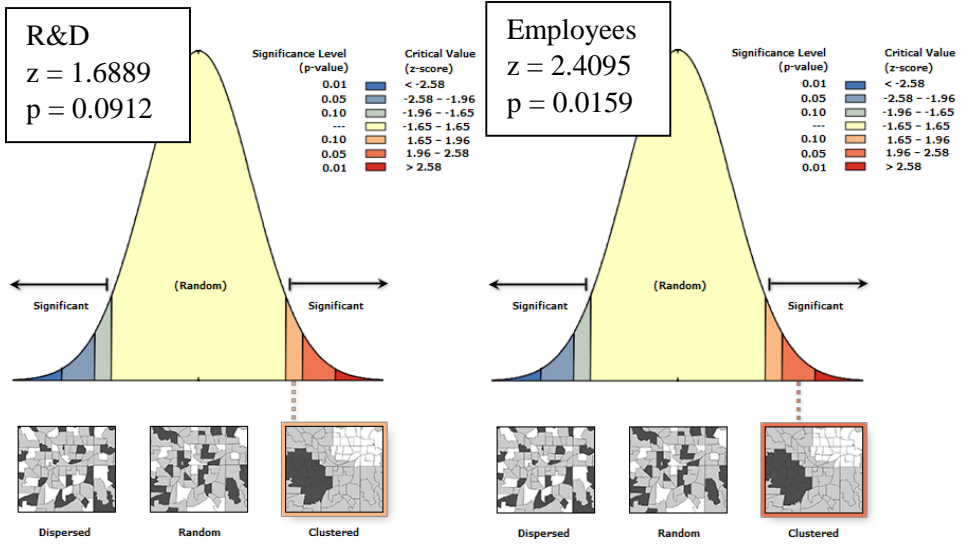 R&D
z = 1.6889
p = 0.0912
Significance Level
(p-value)
Critical Value
(z-score)
0.01 < -2.58
0.05 -2.58 – -1.96
0.10 -1.96 – -1.65
--- -1.65 – 1.65
0.10 1.65 – 1.96
0.05 1.96 – 2.58
0.01 > 2.58
Significant
(Random)
Significant
Dispersed
Random
Clustered
Employees
z = 2.4095
p = 0.0159
Significance Level
(p-value)
Critical Value
(z-score)
0.01 < -2.58
0.05 -2.58 – -1.96
0.10 -1.96 – -1.65
--- -1.65 – 1.65
0.10 1.65 – 1.96
0.05 1.96 – 2.58
0.01 > 2.58
Significant
(Random)
Significant
Dispersed
Random
Clustered